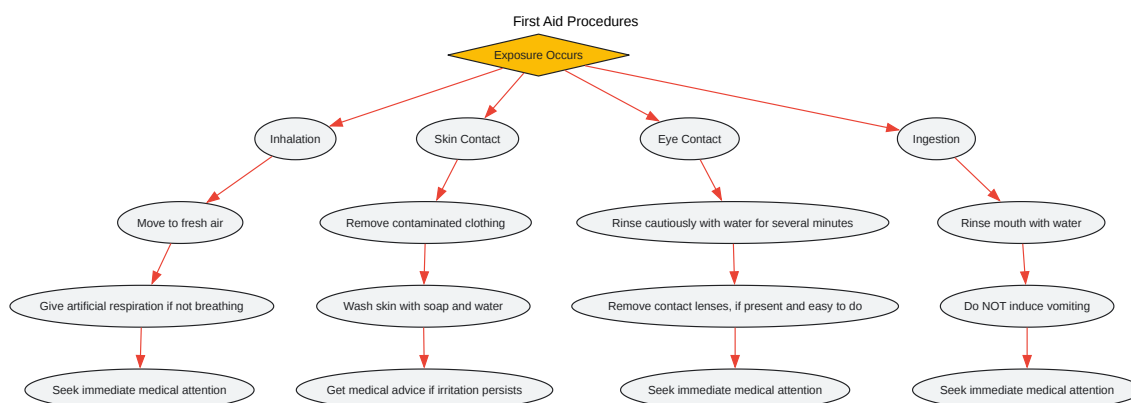 First Aid Procedures
Exposure Occurs
Inhalation
Skin Contact
Eye Contact
Ingestion
Move to fresh air
Remove contaminated clothing
Rinse cautiously with water for several minutes
Rinse mouth with water
Give artificial respiration if not breathing
Wash skin with soap and water
Remove contact lenses, if present and easy to do
Do NOT induce vomiting
Seek immediate medical attention
Get medical advice if irritation persists
Seek immediate medical attention
Seek immediate medical attention